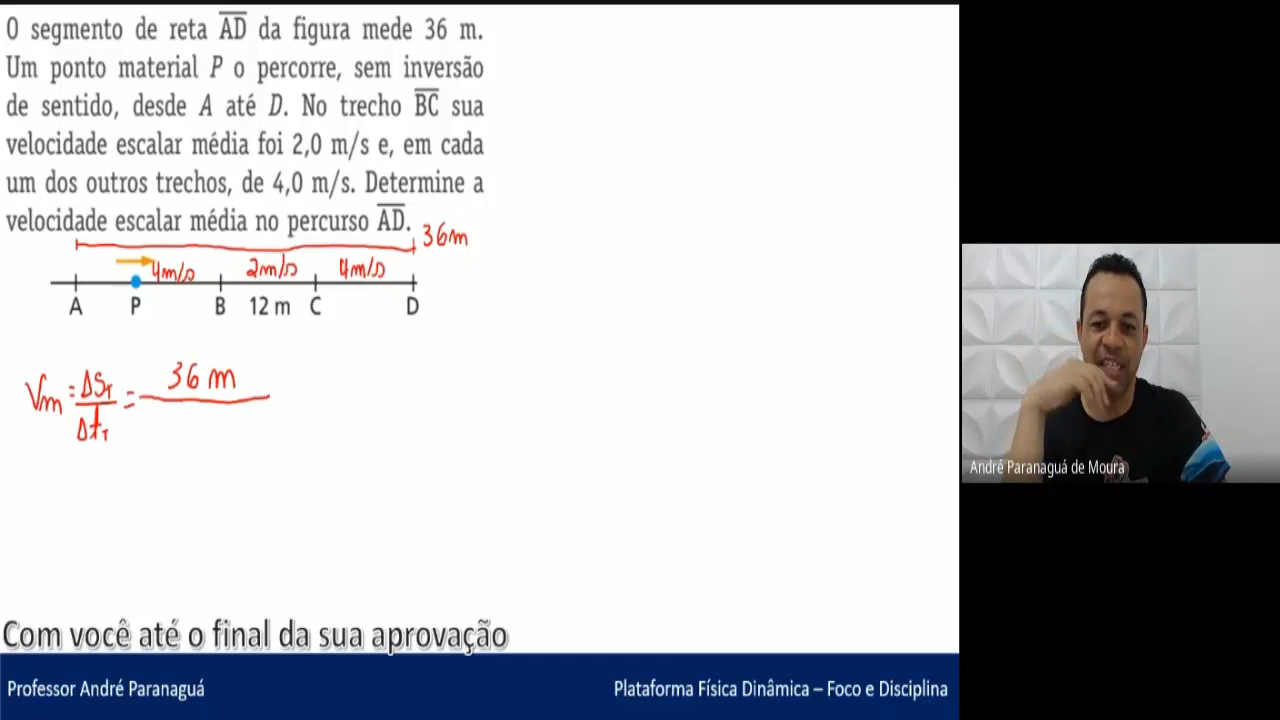 O segmento de reta AD da figura mede 36 m.
Um ponto material P o percorre, sem inversão
de sentido, desde A até D. No trecho BC sua
velocidade escalar média foi 2,0 m/s e, em cada
um dos outros trechos, de 4,0 m/s. Determine a
velocidade escalar média no percurso AD.
36m
4m/s 2m/s 4m/s
A P B 12 m C D
Vm = ΔST / ΔtT = 36 m
André Paranaguá de Moura
Com você até o final da sua aprovação
Professor André Paranaguá
Plataforma Física Dinâmica – Foco e Disciplina